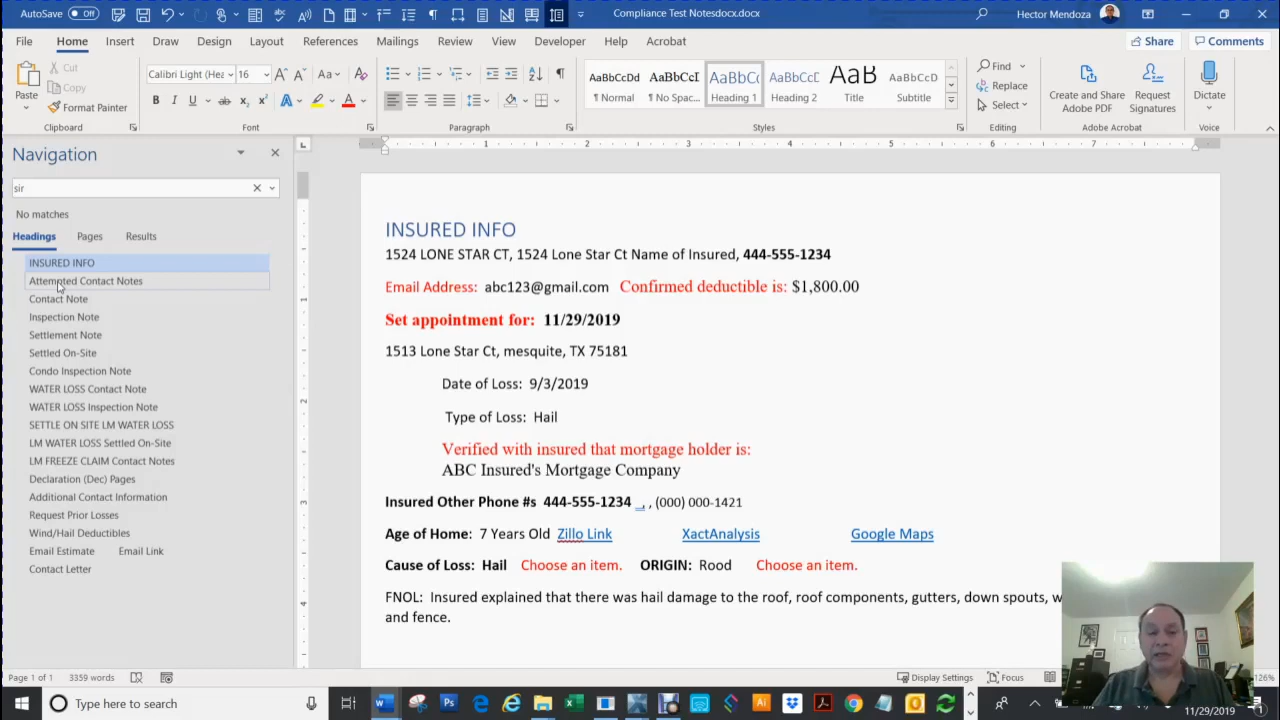 AutoSave Off Compliance Test Notesdocx.docx Hector Mendoza
File Home Insert Draw Design Layout References Mailings Review View Developer Help Acrobat Share Comments
Paste Cut Copy Format Painter
Clipboard
Calibri Light (Hea 16
Font
Paragraph
AaBbCcDd AaBbCcI AaBbC( AaBbCcC AaB AaBbCcD
¶ Normal ¶ No Spac... Heading 1 Heading 2 Title Subtitle
Styles
Find
Replace
Select
Editing
Create and Share Adobe PDF
Request Signatures
Adobe Acrobat
Dictate
Voice
Navigation
sir
No matches
Headings Pages Results
INSURED INFO
Attempted Contact Notes
Contact Note
Inspection Note
Settlement Note
Settled On-Site
Condo Inspection Note
WATER LOSS Contact Note
WATER LOSS Inspection Note
SETTLE ON SITE LM WATER LOSS
LM WATER LOSS Settled On-Site
LM FREEZE CLAIM Contact Notes
Declaration (Dec) Pages
Additional Contact Information
Request Prior Losses
Wind/Hail Deductibles
Email Estimate Email Link
Contact Letter
1 2 3 4 5 6 7
INSURED INFO
1524 LONE STAR CT, 1524 Lone Star Ct Name of Insured, 444-555-1234
Email Address: abc123@gmail.com Confirmed deductible is: $1,800.00
Set appointment for: 11/29/2019
1513 Lone Star Ct, mesquite, TX 75181
Date of Loss: 9/3/2019
Type of Loss: Hail
Verified with insured that mortgage holder is:
ABC Insured's Mortgage Company
Insured Other Phone #s 444-555-1234 , (000) 000-1421
Age of Home: 7 Years Old Zillo Link XactAnalysis Google Maps
Cause of Loss: Hail Choose an item. ORIGIN: Rood Choose an item.
FNOL: Insured explained that there was hail damage to the roof, roof components, gutters, down spouts, w
and fence.
Page 1 of 1 3339 words Display Settings Focus 126%
Type here to search
11/29/2019